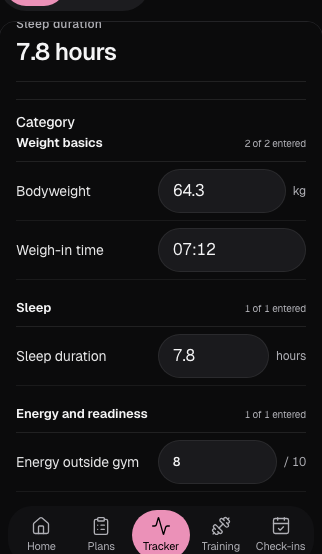 Sleep duration
7.8 hours
Category
Weight basics 2 of 2 entered
Bodyweight 64.3 kg
Weigh-in time 07:12
Sleep 1 of 1 entered
Sleep duration 7.8 hours
Energy and readiness 1 of 1 entered
Energy outside gym 8 / 10
Home Plans Tracker Training Check-ins